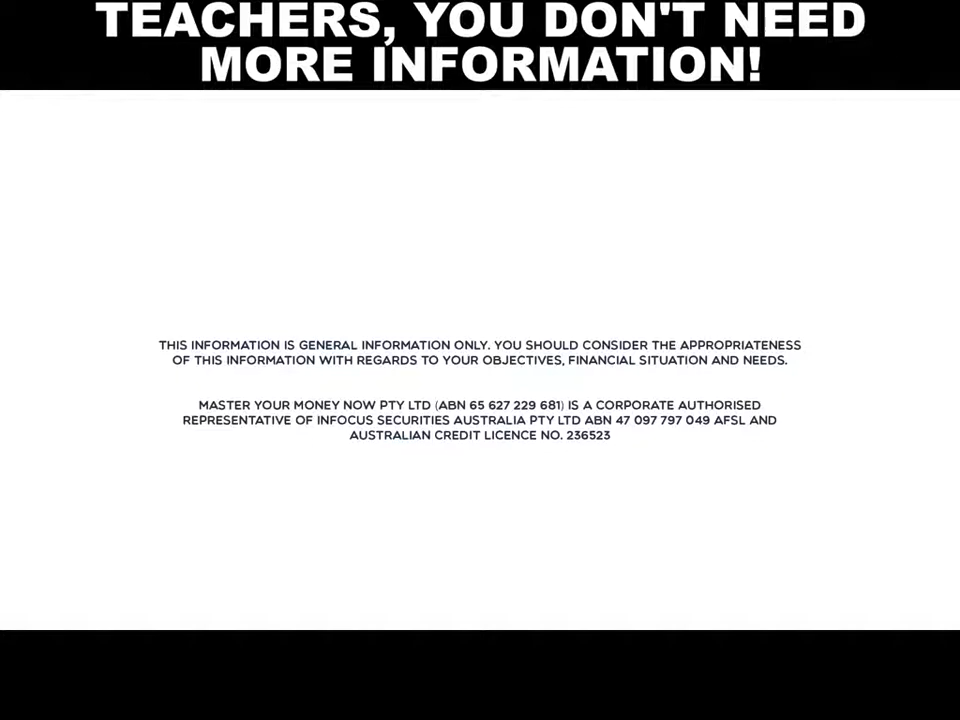 TEACHERS, YOU DON'T NEED
MORE INFORMATION!
THIS INFORMATION IS GENERAL INFORMATION ONLY. YOU SHOULD CONSIDER THE APPROPRIATENESS
OF THIS INFORMATION WITH REGARDS TO YOUR OBJECTIVES, FINANCIAL SITUATION AND NEEDS.
MASTER YOUR MONEY NOW PTY LTD (ABN 65 627 229 681) IS A CORPORATE AUTHORISED
REPRESENTATIVE OF INFOCUS SECURITIES AUSTRALIA PTY LTD ABN 47 097 797 049 AFSL AND
AUSTRALIAN CREDIT LICENCE NO. 236523